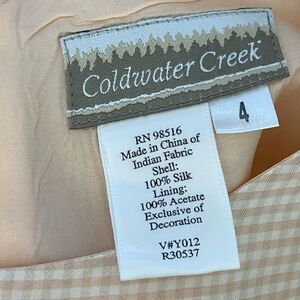 Coldwater Creek
4
RN 98516
Made in China of
Indian Fabric
Shell:
100% Silk
Lining:
100% Acetate
Exclusive of
Decoration
V#Y012
R30537